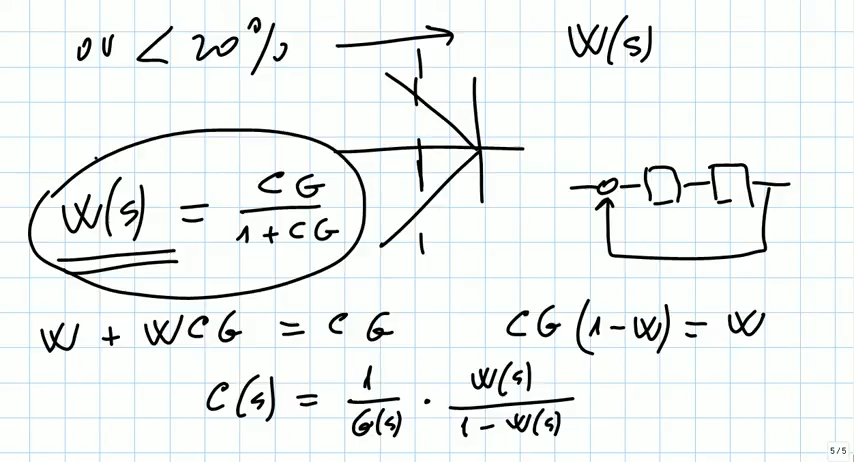 ov < 20% → W(s)
W(s) = CG / 1 + CG
W + WCG = CG CG(1-W) = W
C(s) = 1 / G(s) · W(s) / 1 - W(s)
5/5